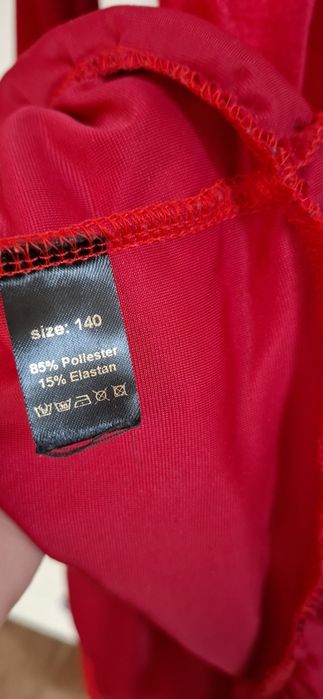 size: 140
85% Poliester
15% Elastan